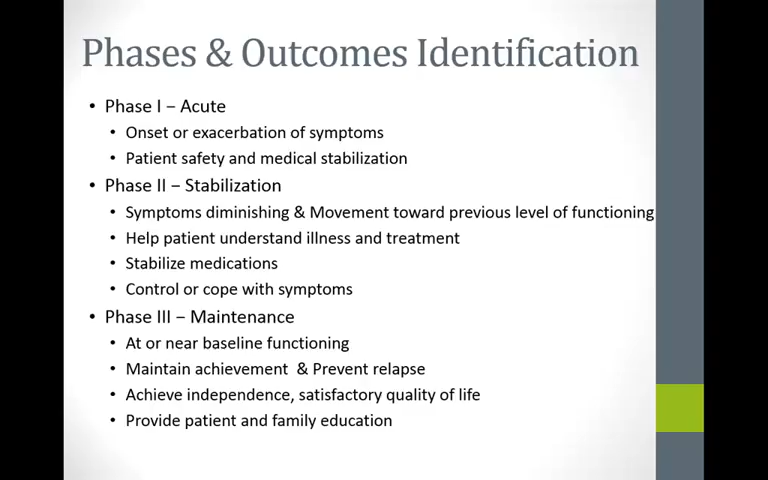 Phases & Outcomes Identification
• Phase I – Acute
• Onset or exacerbation of symptoms
• Patient safety and medical stabilization
• Phase II – Stabilization
• Symptoms diminishing & Movement toward previous level of functioning
• Help patient understand illness and treatment
• Stabilize medications
• Control or cope with symptoms
• Phase III – Maintenance
• At or near baseline functioning
• Maintain achievement  & Prevent relapse
• Achieve independence, satisfactory quality of life
• Provide patient and family education